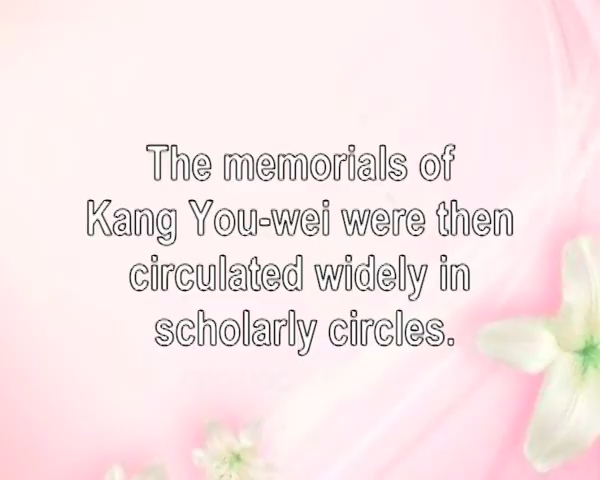 The memorials of
Kang You-wei were then
circulated widely in
scholarly circles.